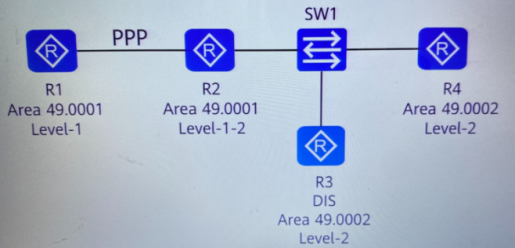 SW1
PPP
R
R
R
R1
Area 49.0001
Level-1
R2
Area 49.0001
Level-1-2
R4
Area 49.0002
Level-2
R
R3
DIS
Area 49.0002
Level-2